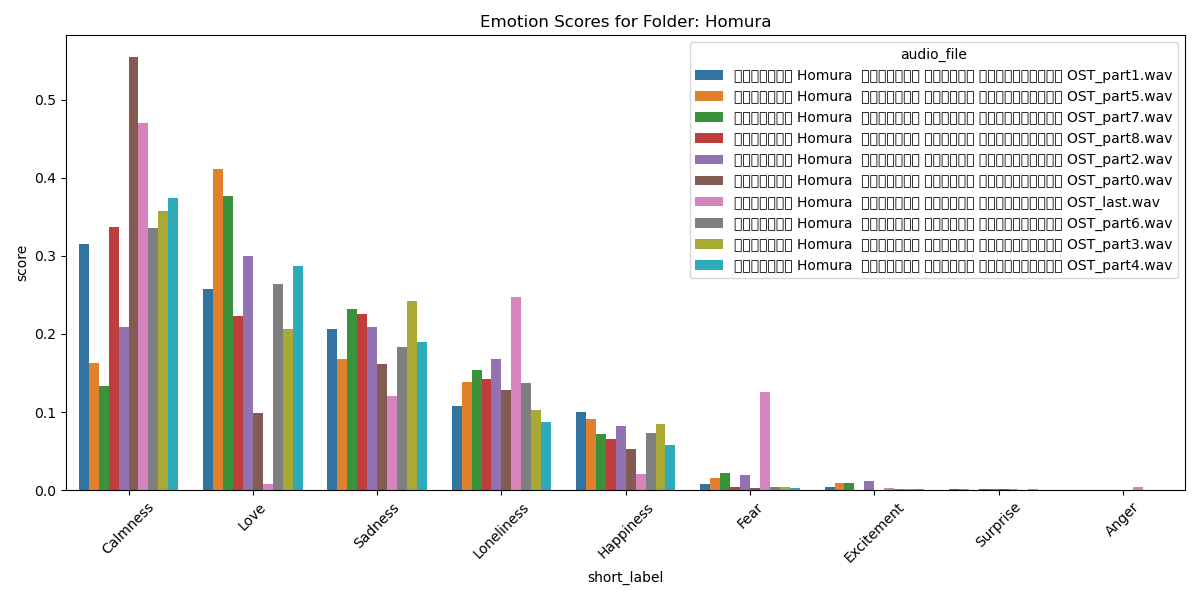 Emotion Scores for Folder: Homura
score
0.5
0.4
0.3
0.2
0.1
0.0
audio_file
Homura OST_part1.wav
Homura OST_part5.wav
Homura OST_part7.wav
Homura OST_part8.wav
Homura OST_part2.wav
Homura OST_part0.wav
Homura OST_last.wav
Homura OST_part6.wav
Homura OST_part3.wav
Homura OST_part4.wav
Calmness
Love
Sadness
Loneliness
Happiness
Fear
Excitement
Surprise
Anger
short_label